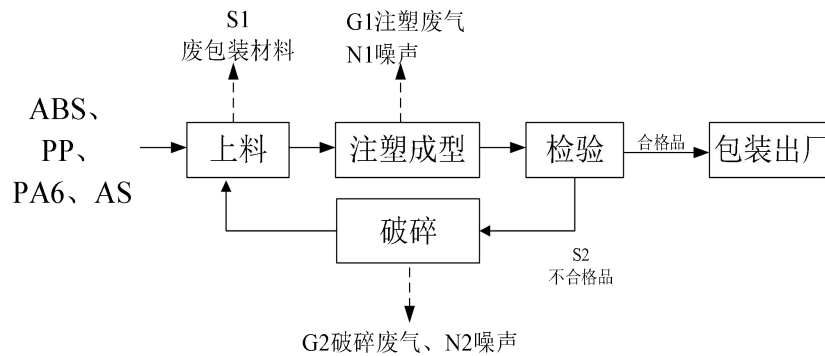 S1
废包装材料
G1注塑废气
N1噪声
ABS、
PP、
PA6、AS
上料
注塑成型
检验
合格品
包装出厂
破碎
S2
不合格品
G2破碎废气、N2噪声